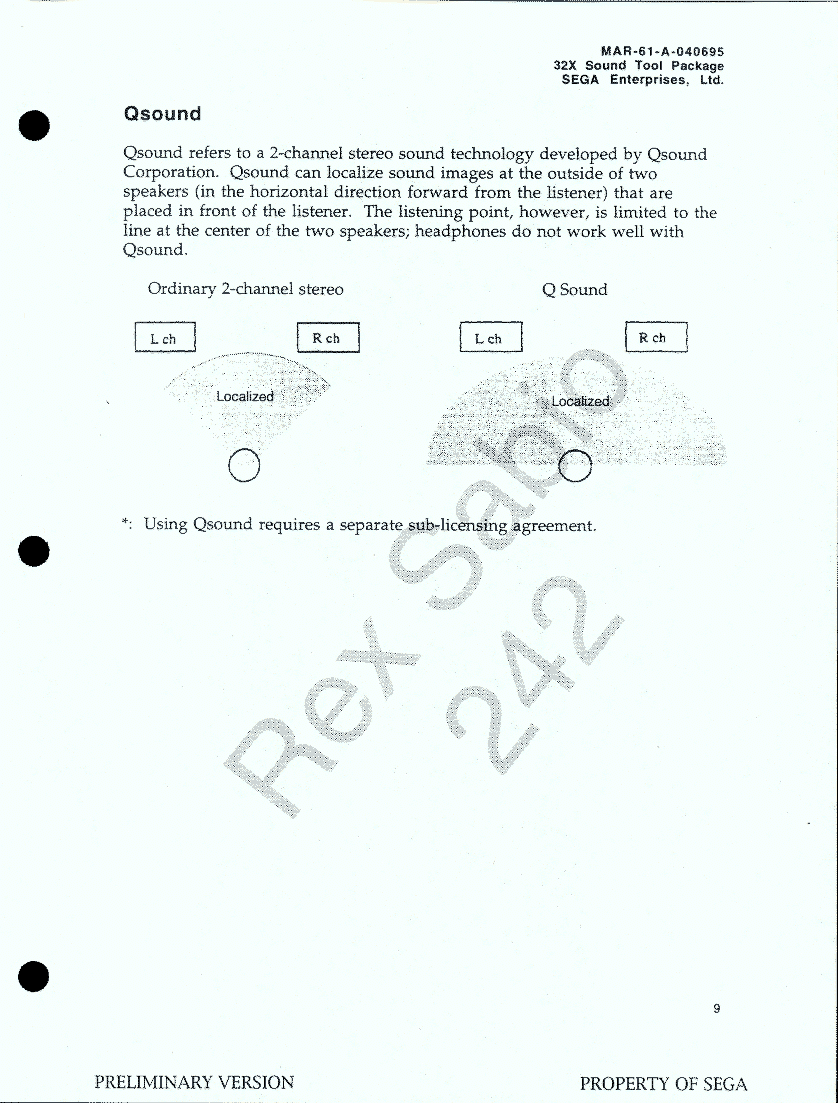 MAR-61-A-040695
32X Sound Tool Package
SEGA Enterprises, Ltd.
Qsound
Qsound refers to a 2-channel stereo sound technology developed by Qsound
Corporation. Qsound can localize sound images at the outside of two
speakers (in the horizontal direction forward from the listener) that are
placed in front of the listener. The listening point, however, is limited to the
line at the center of the two speakers; headphones do not work well with
Qsound.
Ordinary 2-channel stereo
Q Sound
L ch
R ch
L ch
R ch
Localized
Localized
*: Using Qsound requires a separate sub-licensing agreement.
Rex Sabio
242
9
PRELIMINARY VERSION
PROPERTY OF SEGA